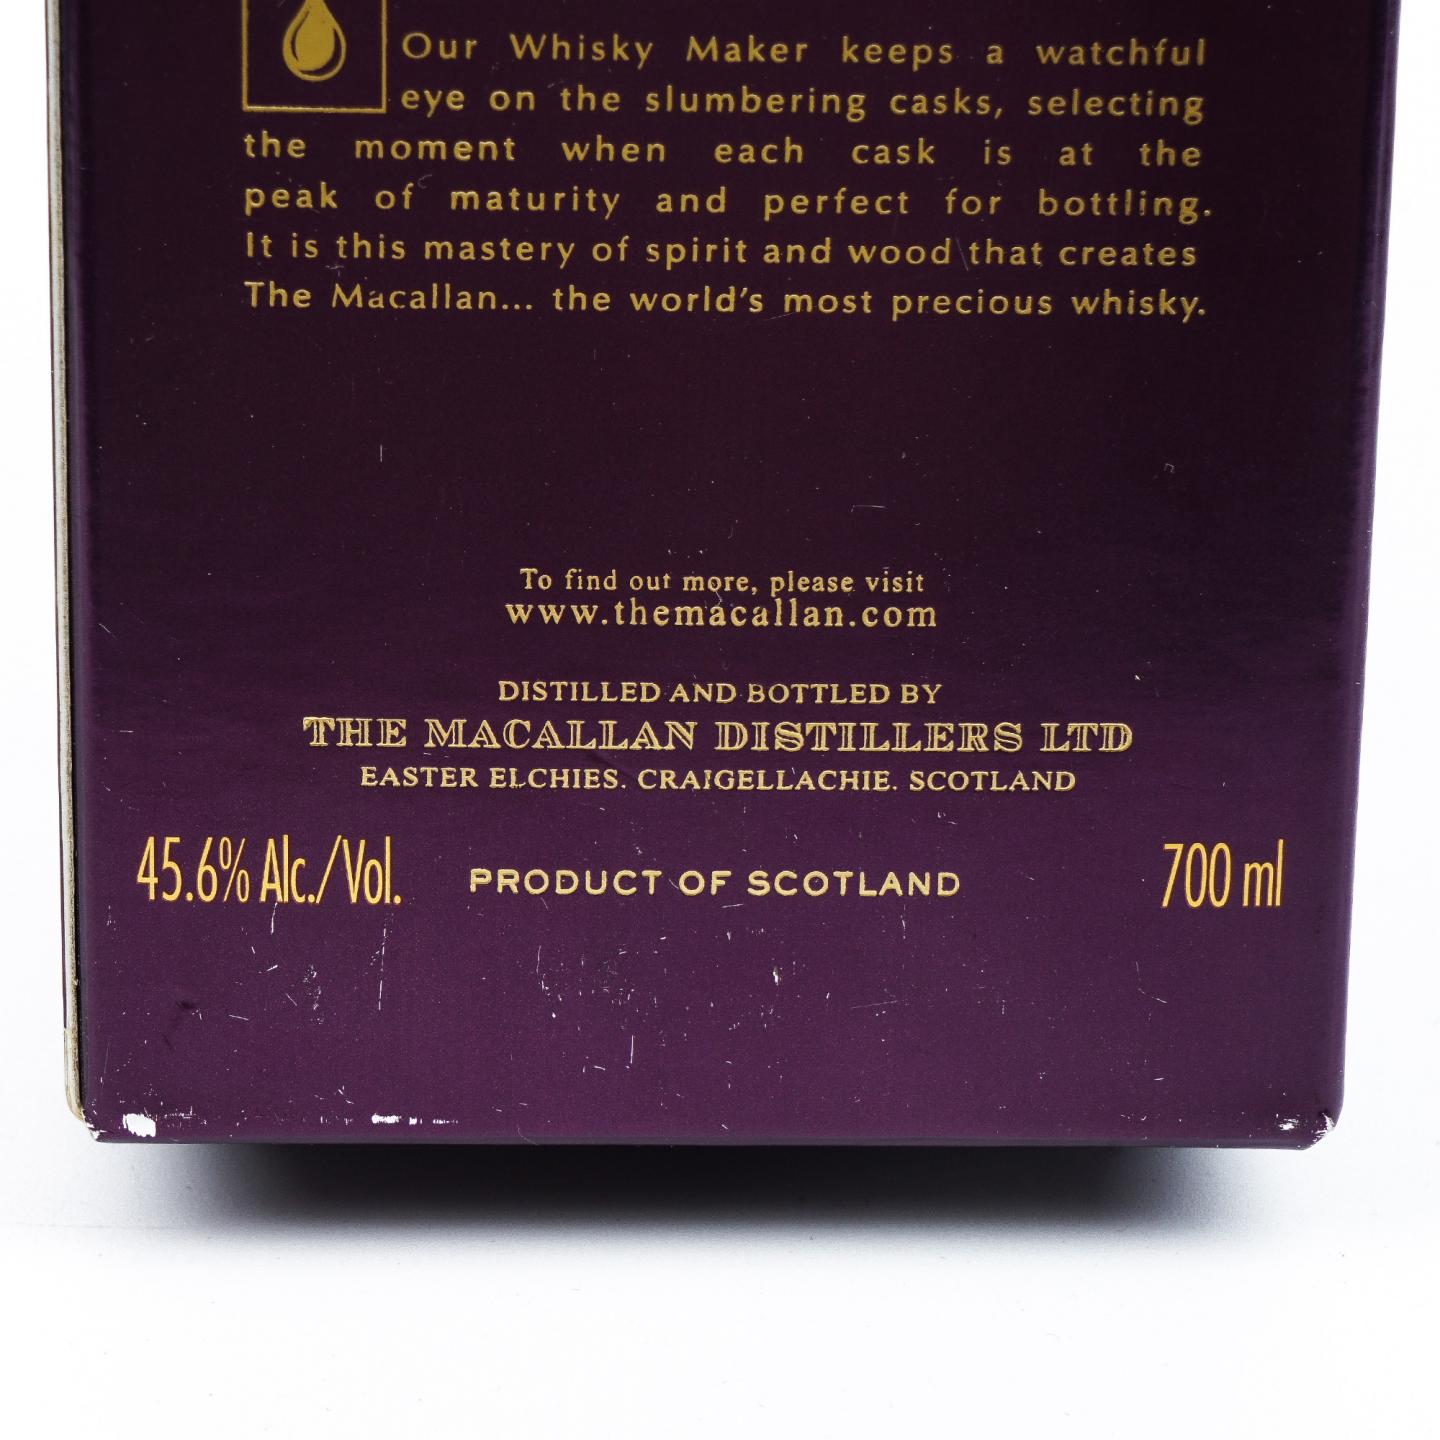 Our Whisky Maker keeps a watchful
eye on the slumbering casks, selecting
the moment when each cask is at the
peak of maturity and perfect for bottling.
It is this mastery of spirit and wood that creates
The Macallan... the world's most precious whisky.
To find out more, please visit
www.themacallan.com
DISTILLED AND BOTTLED BY
THE MACALLAN DISTILLERS LTD
EASTER ELCHIES. CRAIGELLACHIE. SCOTLAND
45.6% Alc./Vol. PRODUCT OF SCOTLAND 700 ml